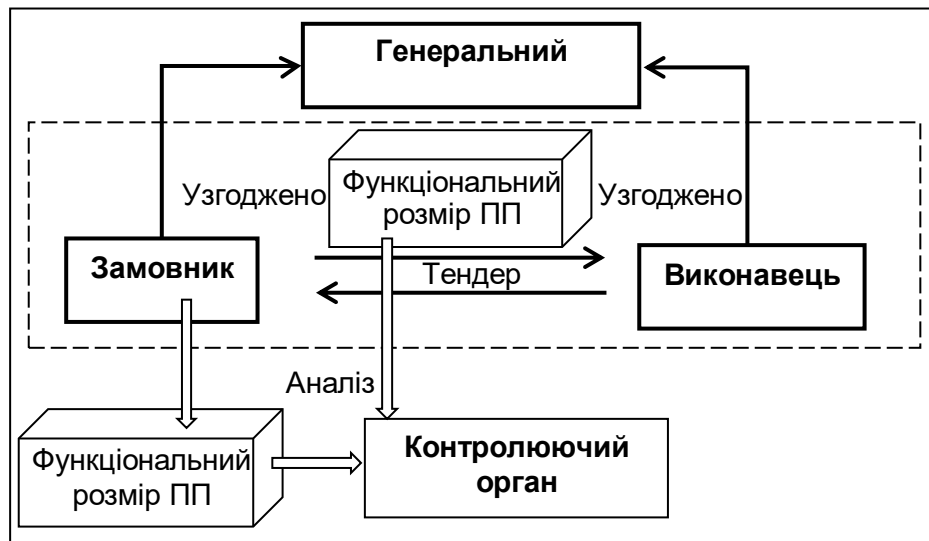 Генеральний
Узгоджено
Функціональний
розмір ПП
Узгоджено
Замовник
Тендер
Виконавець
Аналіз
Функціональний
розмір ПП
Контролюючий
орган